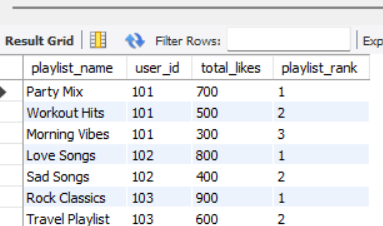 Result Grid Filter Rows: Exp
playlist_name user_id total_likes playlist_rank
Party Mix 101 700 1
Workout Hits 101 500 2
Morning Vibes 101 300 3
Love Songs 102 800 1
Sad Songs 102 400 2
Rock Classics 103 900 1
Travel Playlist 103 600 2